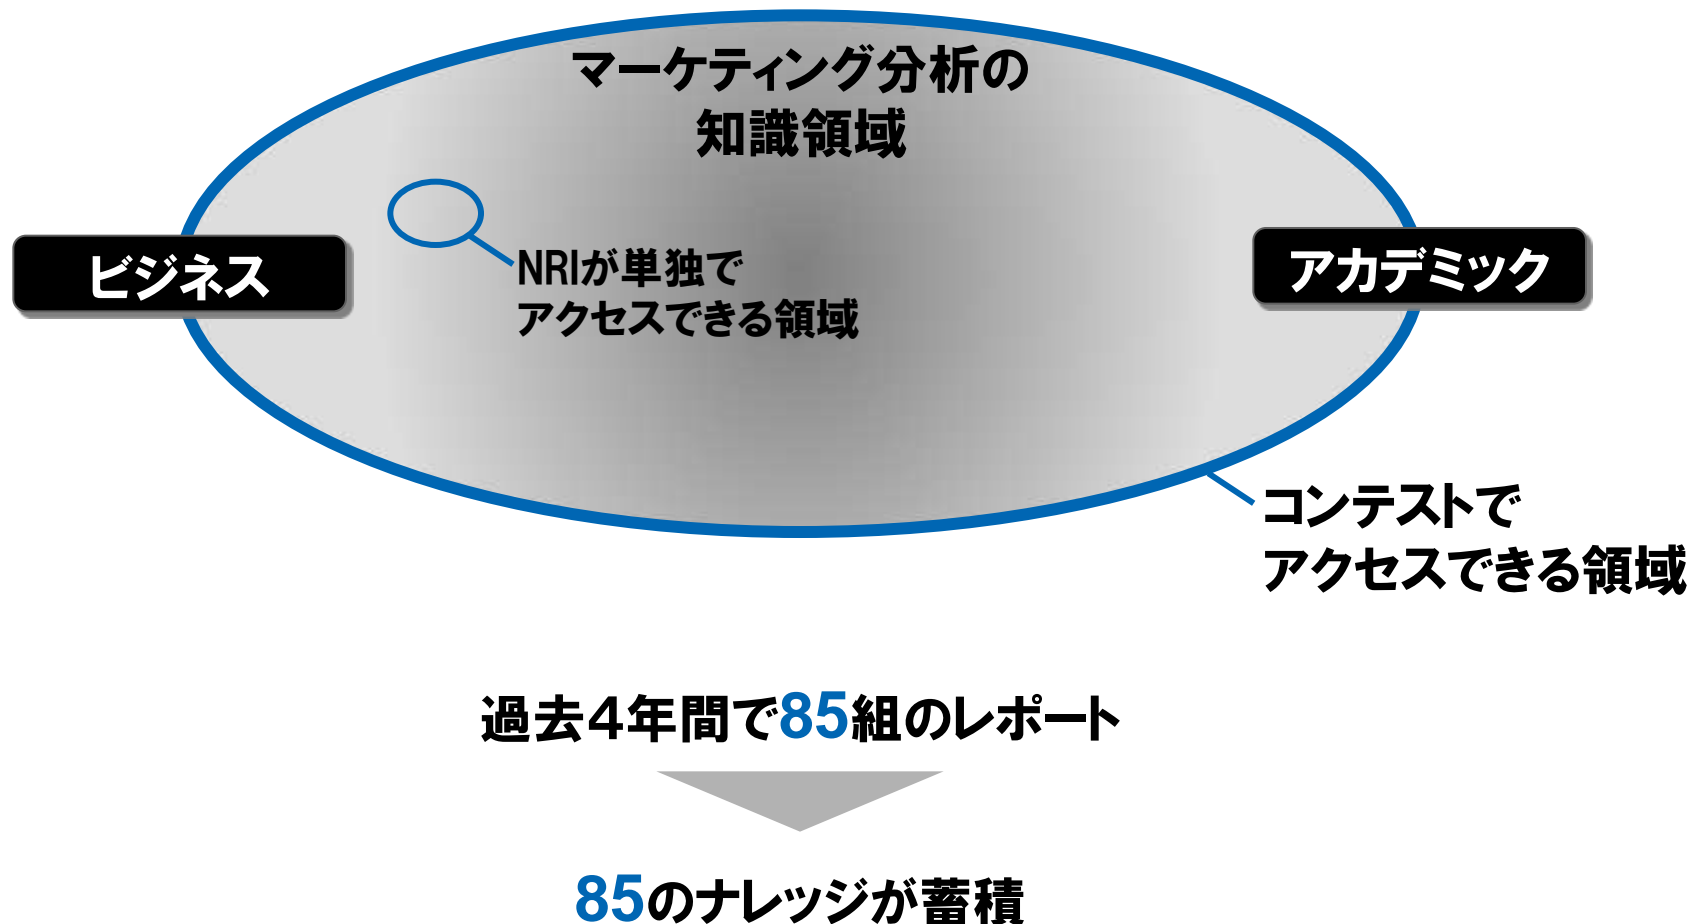 マーケティング分析の
知識領域
ビジネス
NRIが単独で
アクセスできる領域
アカデミック
コンテストで
アクセスできる領域
過去4年間で85組のレポート
85のナレッジが蓄積